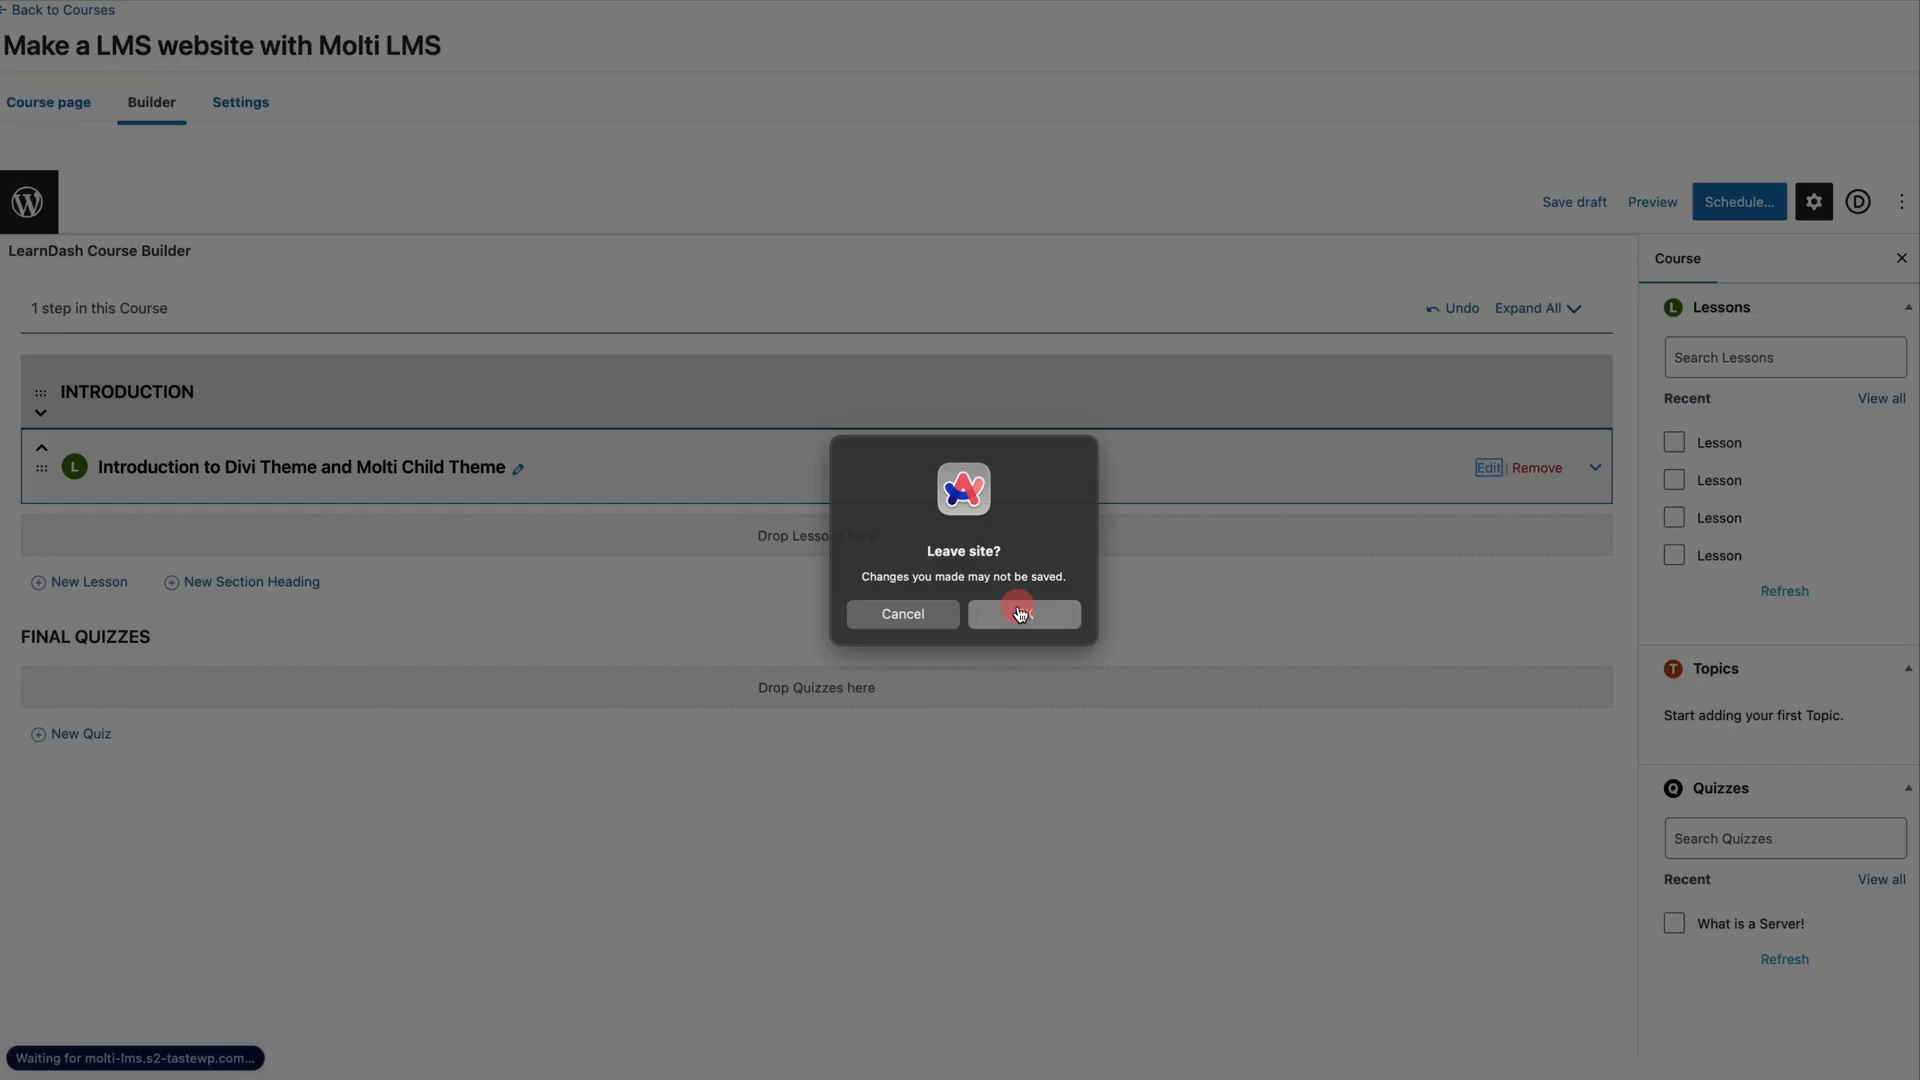 ← Back to Courses
Make a LMS website with Molti LMS
Course page
Builder
Settings
Save draft
Preview
Schedule...
D
LearnDash Course Builder
Course
1 step in this Course
Undo
Expand All
L
Lessons
Search Lessons
Recent
View all
INTRODUCTION
L
Introduction to Divi Theme and Molti Child Theme
Edit | Remove
Lesson
Lesson
Lesson
Lesson
Refresh
Drop Lesson here
Leave site?
Changes you made may not be saved.
Cancel
New Lesson
New Section Heading
FINAL QUIZZES
Drop Quizzes here
New Quiz
T
Topics
Start adding your first Topic.
Q
Quizzes
Search Quizzes
Recent
View all
What is a Server!
Refresh
Waiting for molti-lms.s2-tastewp.com...